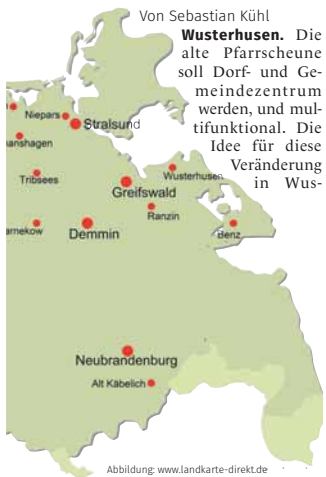 Von Sebastian Kühl
Wusterhusen. Die
alte Pfarrscheune
soll Dorf- und Ge-
meindezentrum
werden, und mul-
tifunktional. Die
Idee für diese
Veränderung
in Wus-
Niepars
Stralsund
anshagen
Tribsees
Wusterhusen
Greifswald
Ranzin
arnekow
Demmin
Benz
Neubrandenburg
Alt Käbelich
Abbildung: www.landkarte-direkt.de